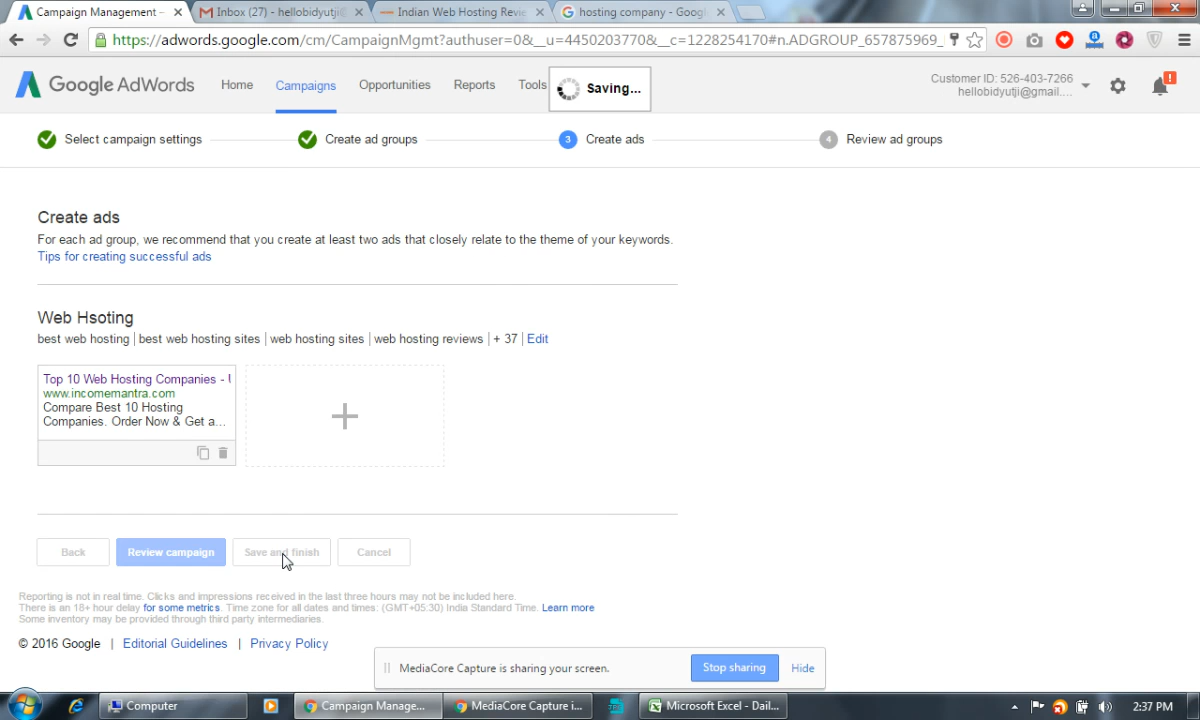 Campaign Management –
Inbox (27) - hellobidyutji@
Indian Web Hosting Revie
hosting company - Googl
https://adwords.google.com/cm/CampaignMgmt?authuser=0&__u=4450203770&__c=1228254170#n.ADGROUP_657875969_
Google AdWords
Home
Campaigns
Opportunities
Reports
Tools
Saving...
Customer ID: 526-403-7266
hellobidyutji@gmail....
!
Select campaign settings
Create ad groups
3 Create ads
4 Review ad groups
Create ads
For each ad group, we recommend that you create at least two ads that closely relate to the theme of your keywords.
Tips for creating successful ads
Web Hsoting
best web hosting | best web hosting sites | web hosting sites | web hosting reviews | + 37 | Edit
Top 10 Web Hosting Companies -
www.incomemantra.com
Compare Best 10 Hosting
Companies. Order Now & Get a...
Back
Review campaign
Save and finish
Cancel
Reporting is not in real time. Clicks and impressions received in the last three hours may not be included here.
There is an 18+ hour delay for some metrics. Time zone for all dates and times: (GMT+05:30) India Standard Time. Learn more
Some inventory may be provided through third party intermediaries.
© 2016 Google | Editorial Guidelines | Privacy Policy
MediaCore Capture is sharing your screen.
Stop sharing
Hide
Computer
Campaign Manage...
MediaCore Capture i...
Microsoft Excel - Dail...
2:37 PM